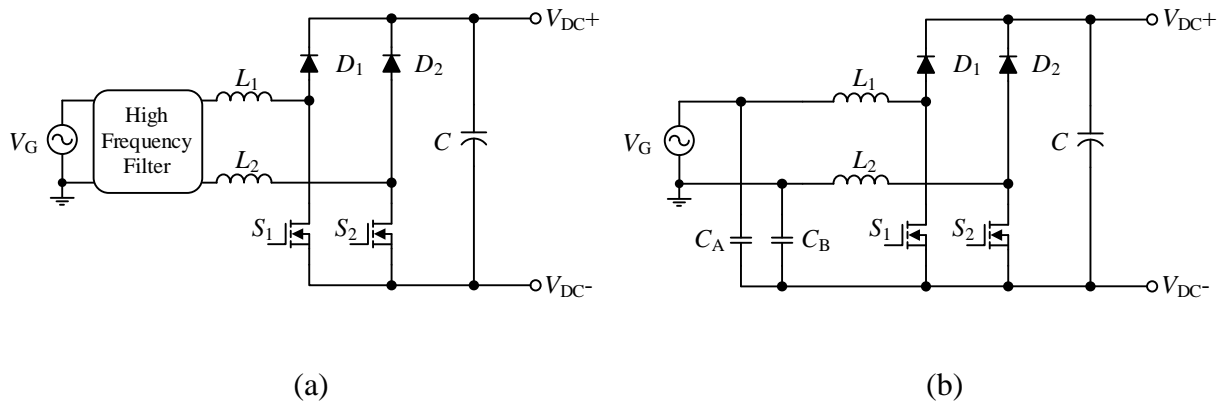 V_DC+
D_1
D_2
L_1
High
Frequency
Filter
V_G
C
L_2
S_1
S_2
V_DC-
(a)
V_DC+
D_1
D_2
L_1
V_G
C
L_2
C_A
C_B
S_1
S_2
V_DC-
(b)